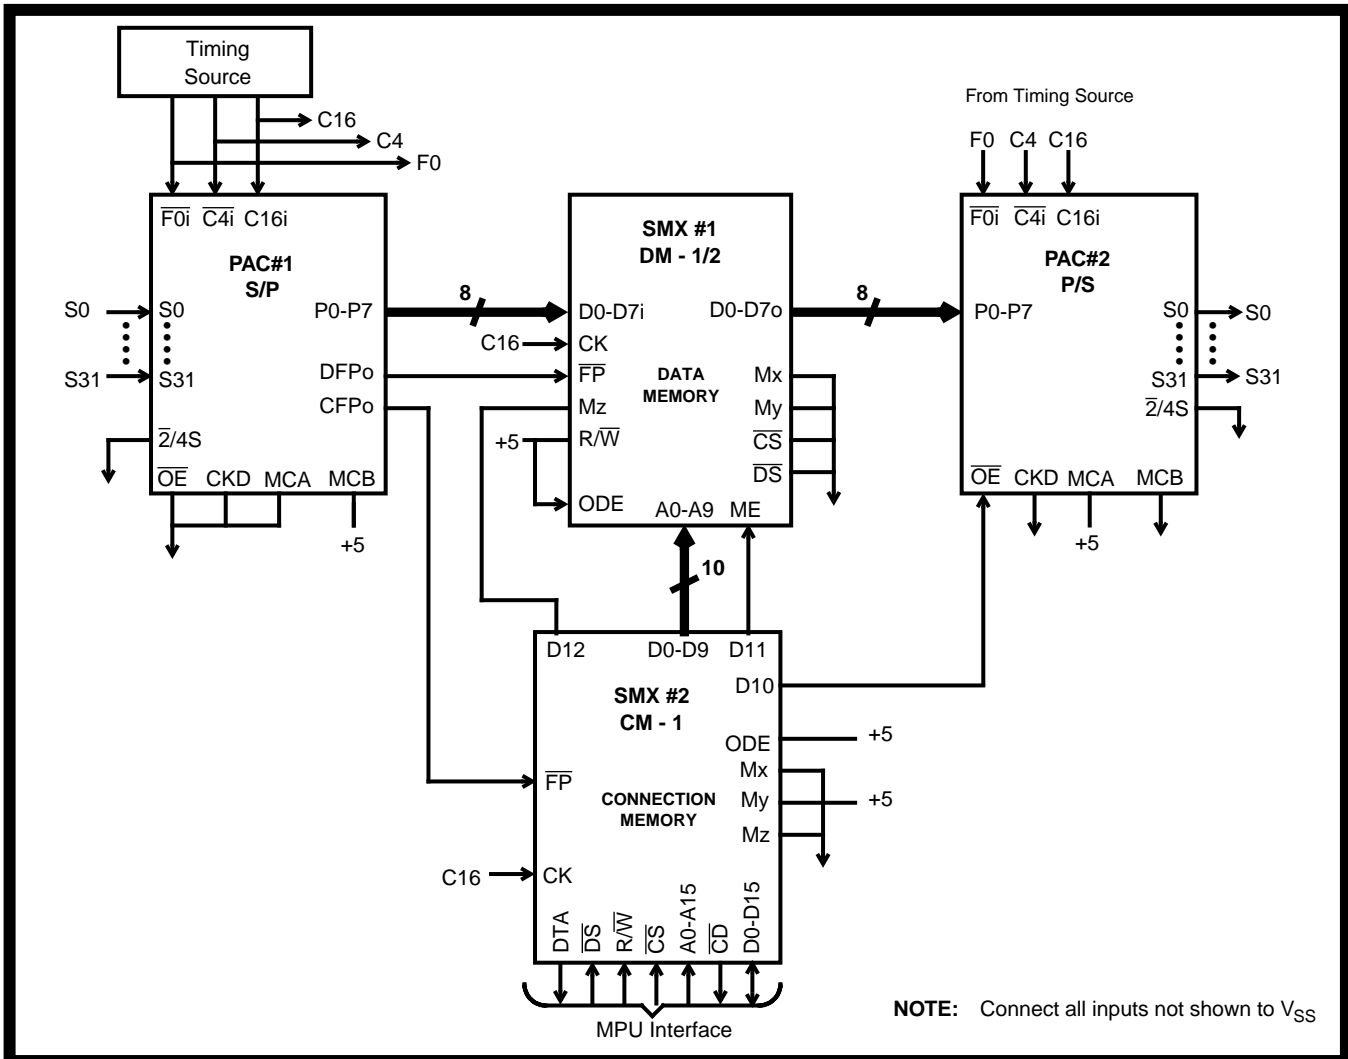 Timing
Source
C16
C4
F0
From Timing Source
F0 C4 C16
F0i C4i C16i
PAC#1
S/P
S0
S0
S31
S31
P0-P7
DFPo
CFPo
2/4S
OE CKD MCA MCB
+5
8
SMX #1
DM - 1/2
D0-D7i
D0-D7o
C16
CK
FP
DATA
MEMORY
Mx
Mz
My
+5
R/W
CS
DS
ODE
A0-A9 ME
8
F0i C4i C16i
PAC#2
P/S
P0-P7
S0
S0
S31
S31
2/4S
OE CKD MCA MCB
+5
10
D12 D0-D9 D11
D10
SMX #2
CM - 1
ODE
+5
Mx
FP
CONNECTION
MEMORY
My
+5
Mz
C16
CK
DTA
DS
R/W
CS
A0-A15
CD
D0-D15
MPU Interface
NOTE: Connect all inputs not shown to VSS